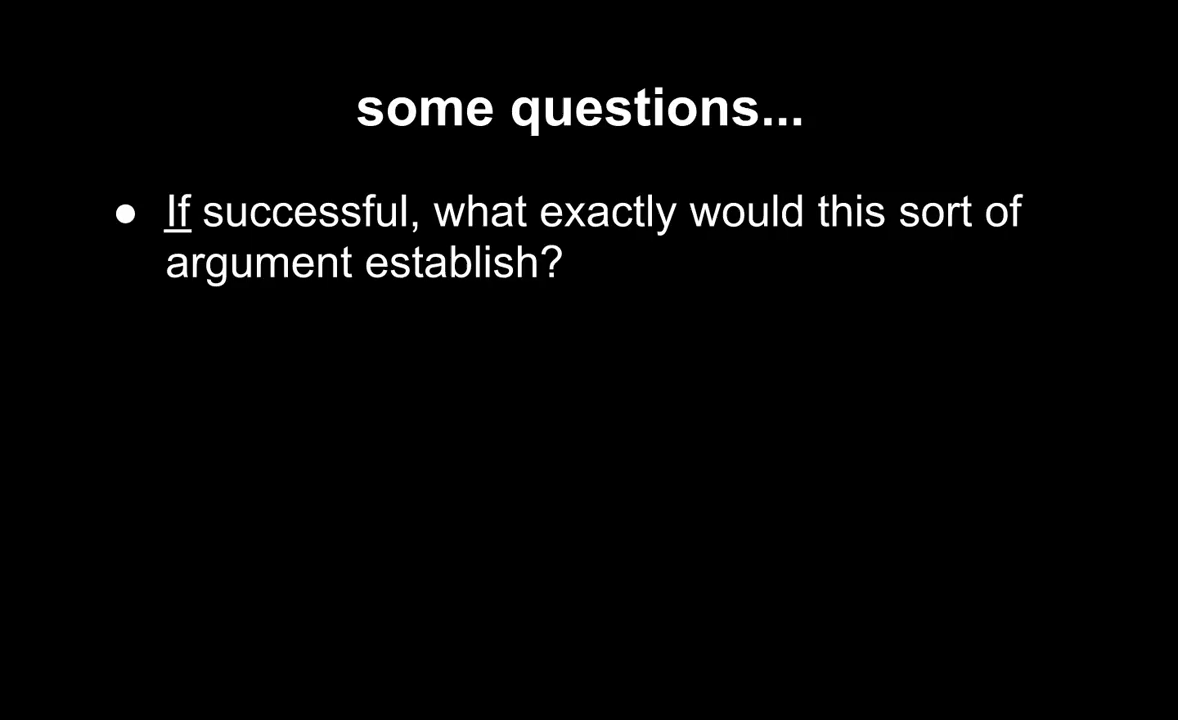 some questions...
● If successful, what exactly would this sort of
argument establish?